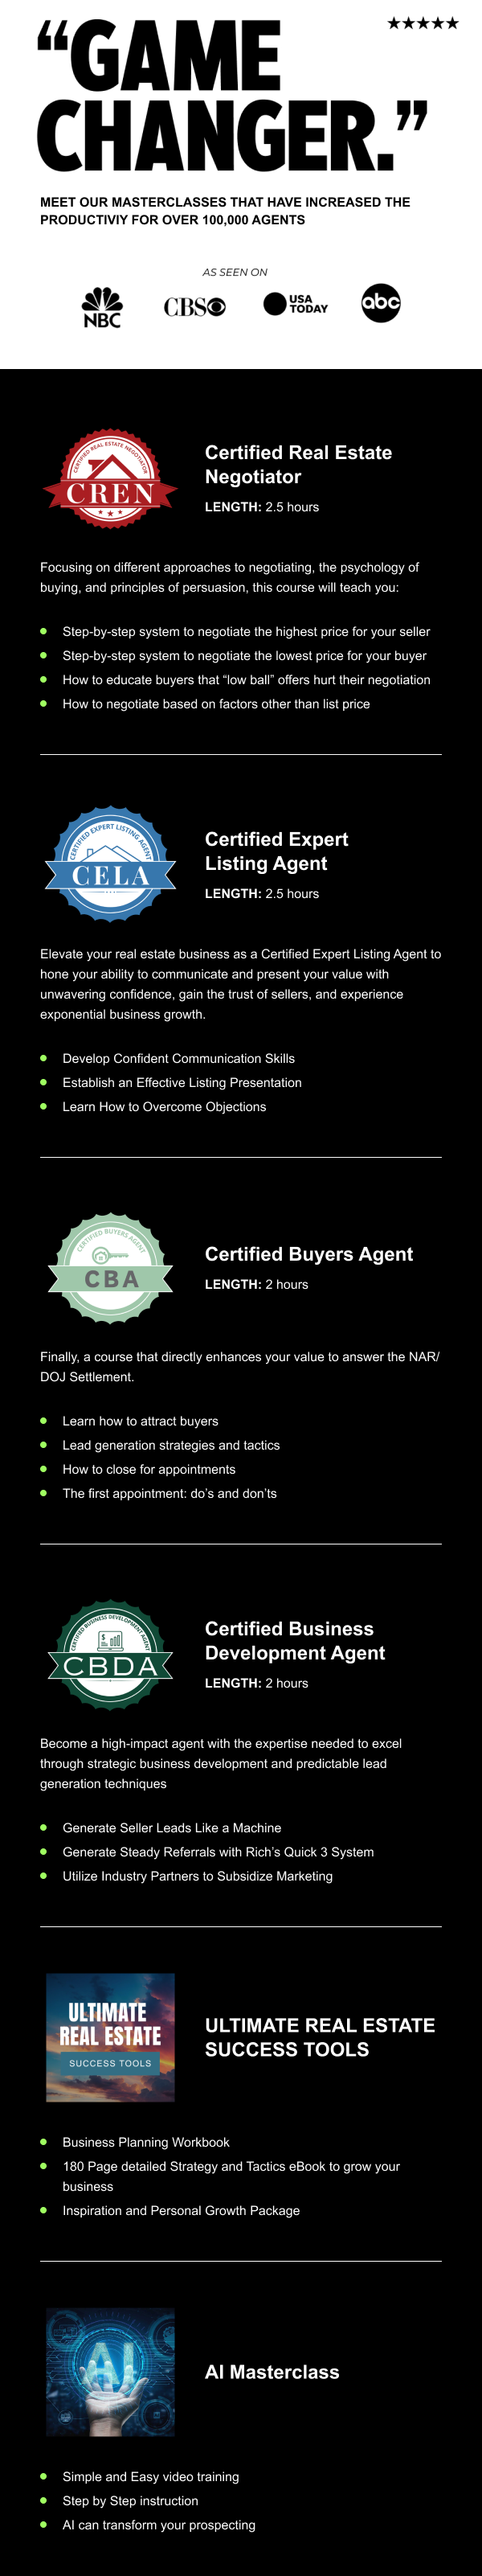 “GAME
CHANGER.”
★★★★★
MEET OUR MASTERCLASSES THAT HAVE INCREASED THE
PRODUCTIVIY FOR OVER 100,000 AGENTS
AS SEEN ON
NBC
CBS
USA
TODAY
abc
CERTIFIED REAL ESTATE NEGOTIATOR
CREN
Certified Real Estate
Negotiator
LENGTH: 2.5 hours
Focusing on different approaches to negotiating, the psychology of
buying, and principles of persuasion, this course will teach you:
Step-by-step system to negotiate the highest price for your seller
Step-by-step system to negotiate the lowest price for your buyer
How to educate buyers that “low ball” offers hurt their negotiation
How to negotiate based on factors other than list price
CERTIFIED EXPERT LISTING AGENT
CELA
Certified Expert
Listing Agent
LENGTH: 2.5 hours
Elevate your real estate business as a Certified Expert Listing Agent to
hone your ability to communicate and present your value with
unwavering confidence, gain the trust of sellers, and experience
exponential business growth.
Develop Confident Communication Skills
Establish an Effective Listing Presentation
Learn How to Overcome Objections
CERTIFIED BUYERS AGENT
CBA
Certified Buyers Agent
LENGTH: 2 hours
Finally, a course that directly enhances your value to answer the NAR/
DOJ Settlement.
Learn how to attract buyers
Lead generation strategies and tactics
How to close for appointments
The first appointment: do’s and don’ts
CERTIFIED BUSINESS DEVELOPMENT AGENT
CBDA
Certified Business
Development Agent
LENGTH: 2 hours
Become a high-impact agent with the expertise needed to excel
through strategic business development and predictable lead
generation techniques
Generate Seller Leads Like a Machine
Generate Steady Referrals with Rich’s Quick 3 System
Utilize Industry Partners to Subsidize Marketing
ULTIMATE
REAL ESTATE
SUCCESS TOOLS
ULTIMATE REAL ESTATE
SUCCESS TOOLS
Business Planning Workbook
180 Page detailed Strategy and Tactics eBook to grow your
business
Inspiration and Personal Growth Package
AI
AI Masterclass
Simple and Easy video training
Step by Step instruction
AI can transform your prospecting